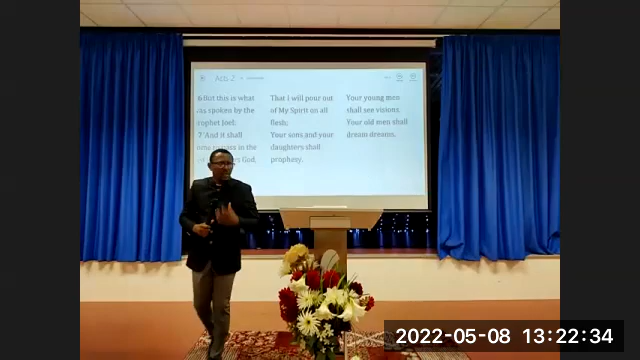 Acts 2
6 But this is what
was spoken by the
prophet Joel:
7 'And it shall
come to pass in the
God,
That I will pour out
of My Spirit on all
flesh;
Your sons and your
daughters shall
prophesy,
Your young men
shall see visions,
Your old men shall
dream dreams.
2022-05-08 13:22:34